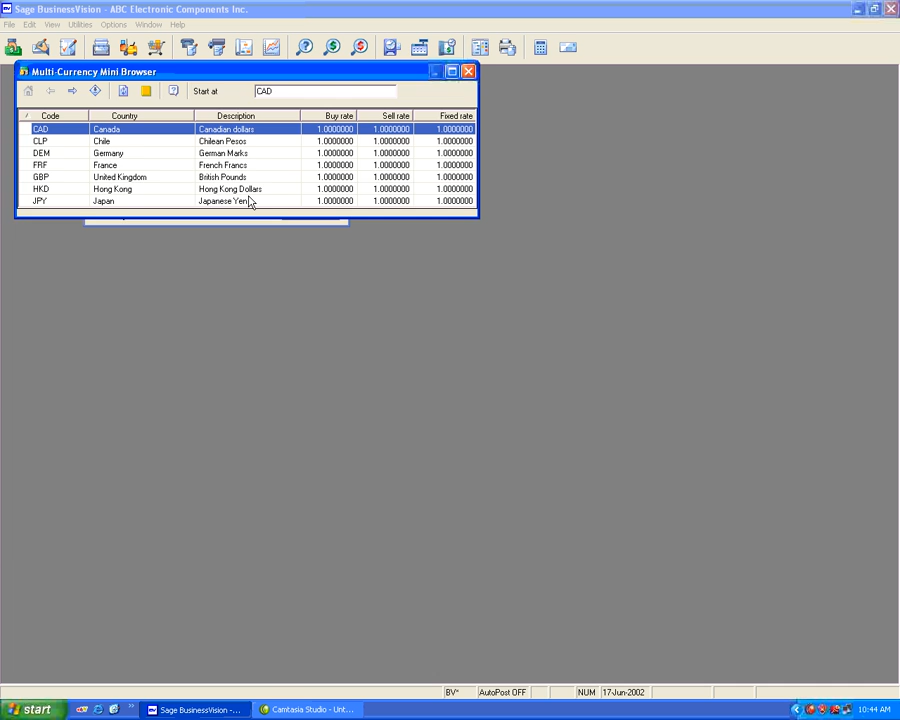 Sage BusinessVision - ABC Electronic Components Inc.
File Edit View Utilities Options Window Help
Multi-Currency Mini Browser
Start at CAD
/ Code Country Description Buy rate Sell rate Fixed rate
CAD Canada Canadian dollars 1.0000000 1.0000000 1.0000000
CLP Chile Chilean Pesos 1.0000000 1.0000000 1.0000000
DEM Germany German Marks 1.0000000 1.0000000 1.0000000
FRF France French Francs 1.0000000 1.0000000 1.0000000
GBP United Kingdom British Pounds 1.0000000 1.0000000 1.0000000
HKD Hong Kong Hong Kong Dollars 1.0000000 1.0000000 1.0000000
JPY Japan Japanese Yen 1.0000000 1.0000000 1.0000000
BV* AutoPost OFF NUM 17-Jun-2002
start Sage BusinessVision -... Camtasia Studio - Unt... 10:44 AM